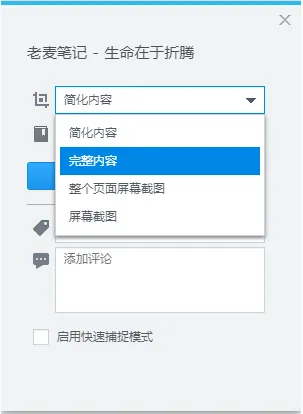 老麦笔记 - 生命在于折腾
简化内容
简化内容
完整内容
整个页面屏幕截图
屏幕截图
添加评论
启用快速捕捉模式